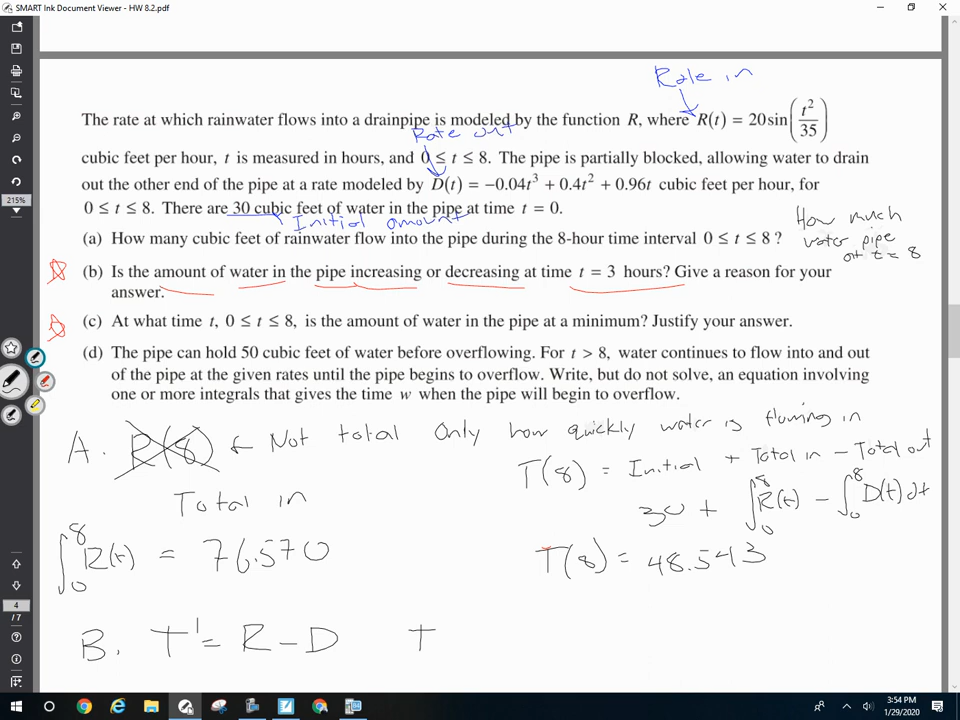 SMART Ink Document Viewer - HW 8.2.pdf
Rate in
The rate at which rainwater flows into a drainpipe is modeled by the function R, where R(t) = 20sin(t²/35)
Rate out
cubic feet per hour, t is measured in hours, and 0 ≤ t ≤ 8. The pipe is partially blocked, allowing water to drain
out the other end of the pipe at a rate modeled by D(t) = −0.04t³ + 0.4t² + 0.96t cubic feet per hour, for
0 ≤ t ≤ 8. There are 30 cubic feet of water in the pipe at time t = 0.
Initial amount
How much
water pipe
at t = 8
(a) How many cubic feet of rainwater flow into the pipe during the 8-hour time interval 0 ≤ t ≤ 8 ?
(b) Is the amount of water in the pipe increasing or decreasing at time t = 3 hours? Give a reason for your
answer.
(c) At what time t, 0 ≤ t ≤ 8, is the amount of water in the pipe at a minimum? Justify your answer.
(d) The pipe can hold 50 cubic feet of water before overflowing. For t > 8, water continues to flow into and out
of the pipe at the given rates until the pipe begins to overflow. Write, but do not solve, an equation involving
one or more integrals that gives the time w when the pipe will begin to overflow.
A. R(8) ← Not total Only how quickly water is flowing in
T(8) = Initial + Total in − Total out
Total in
30 + ∫₀⁸ R(t) − ∫₀⁸ D(t) dt
∫₀⁸ R(t) = 76.570
T(8) = 48.543
B. T' = R − D T
215%
4
/ 7
3:54 PM
1/29/2020